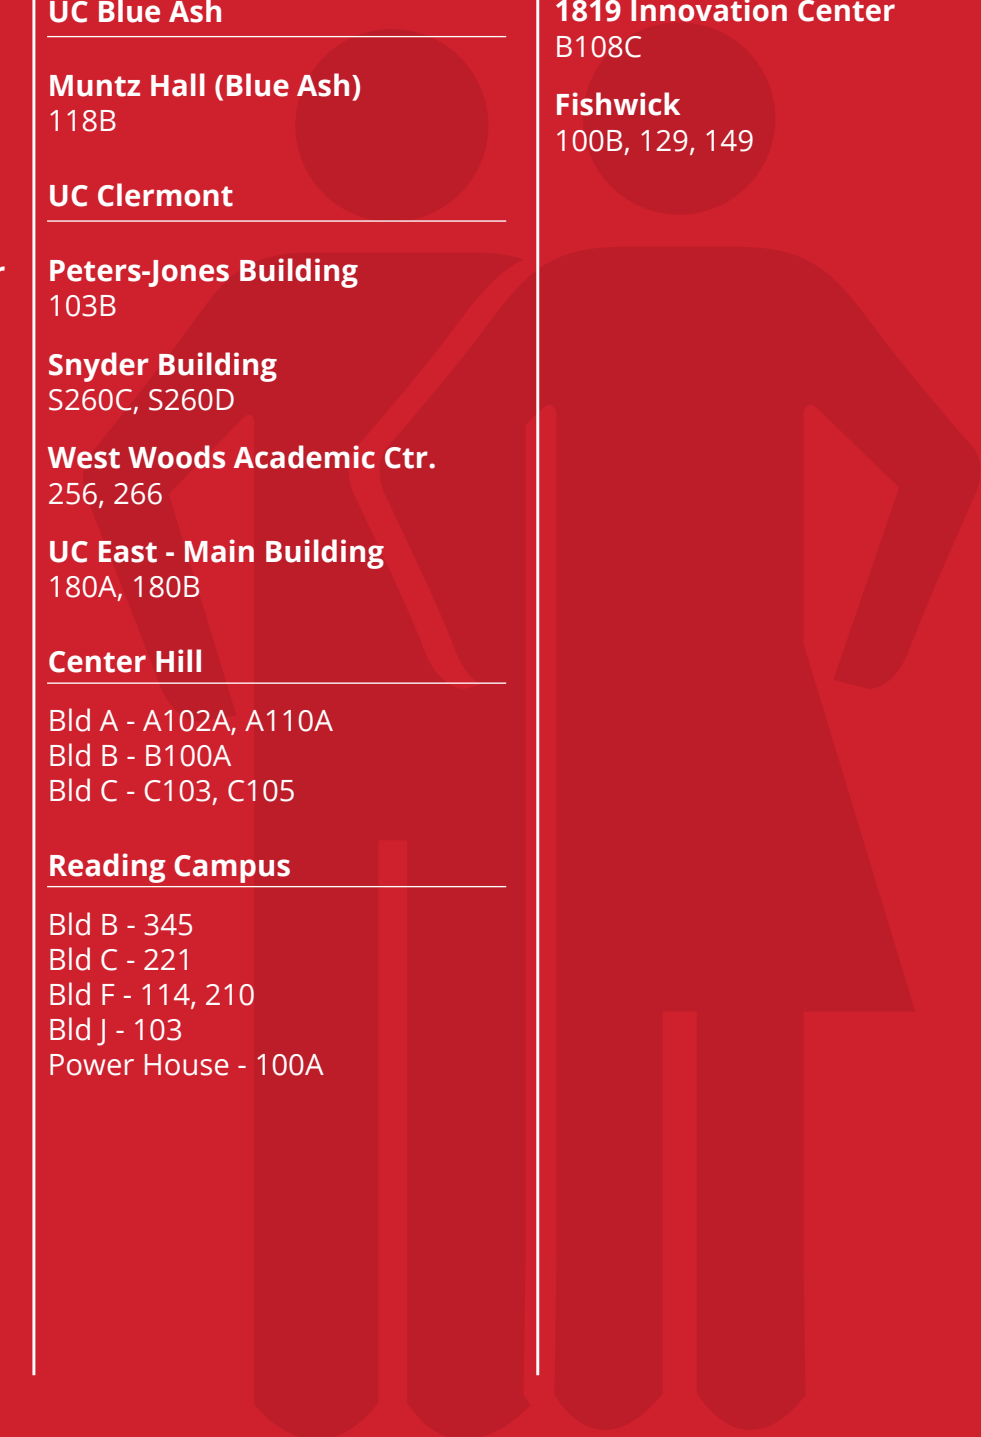 UC Blue Ash
Muntz Hall (Blue Ash)
118B
UC Clermont
Peters-Jones Building
103B
Snyder Building
S260C, S260D
West Woods Academic Ctr.
256, 266
UC East - Main Building
180A, 180B
Center Hill
Bld A - A102A, A110A
Bld B - B100A
Bld C - C103, C105
Reading Campus
Bld B - 345
Bld C - 221
Bld F - 114, 210
Bld J - 103
Power House - 100A
1819 Innovation Center
B108C
Fishwick
100B, 129, 149